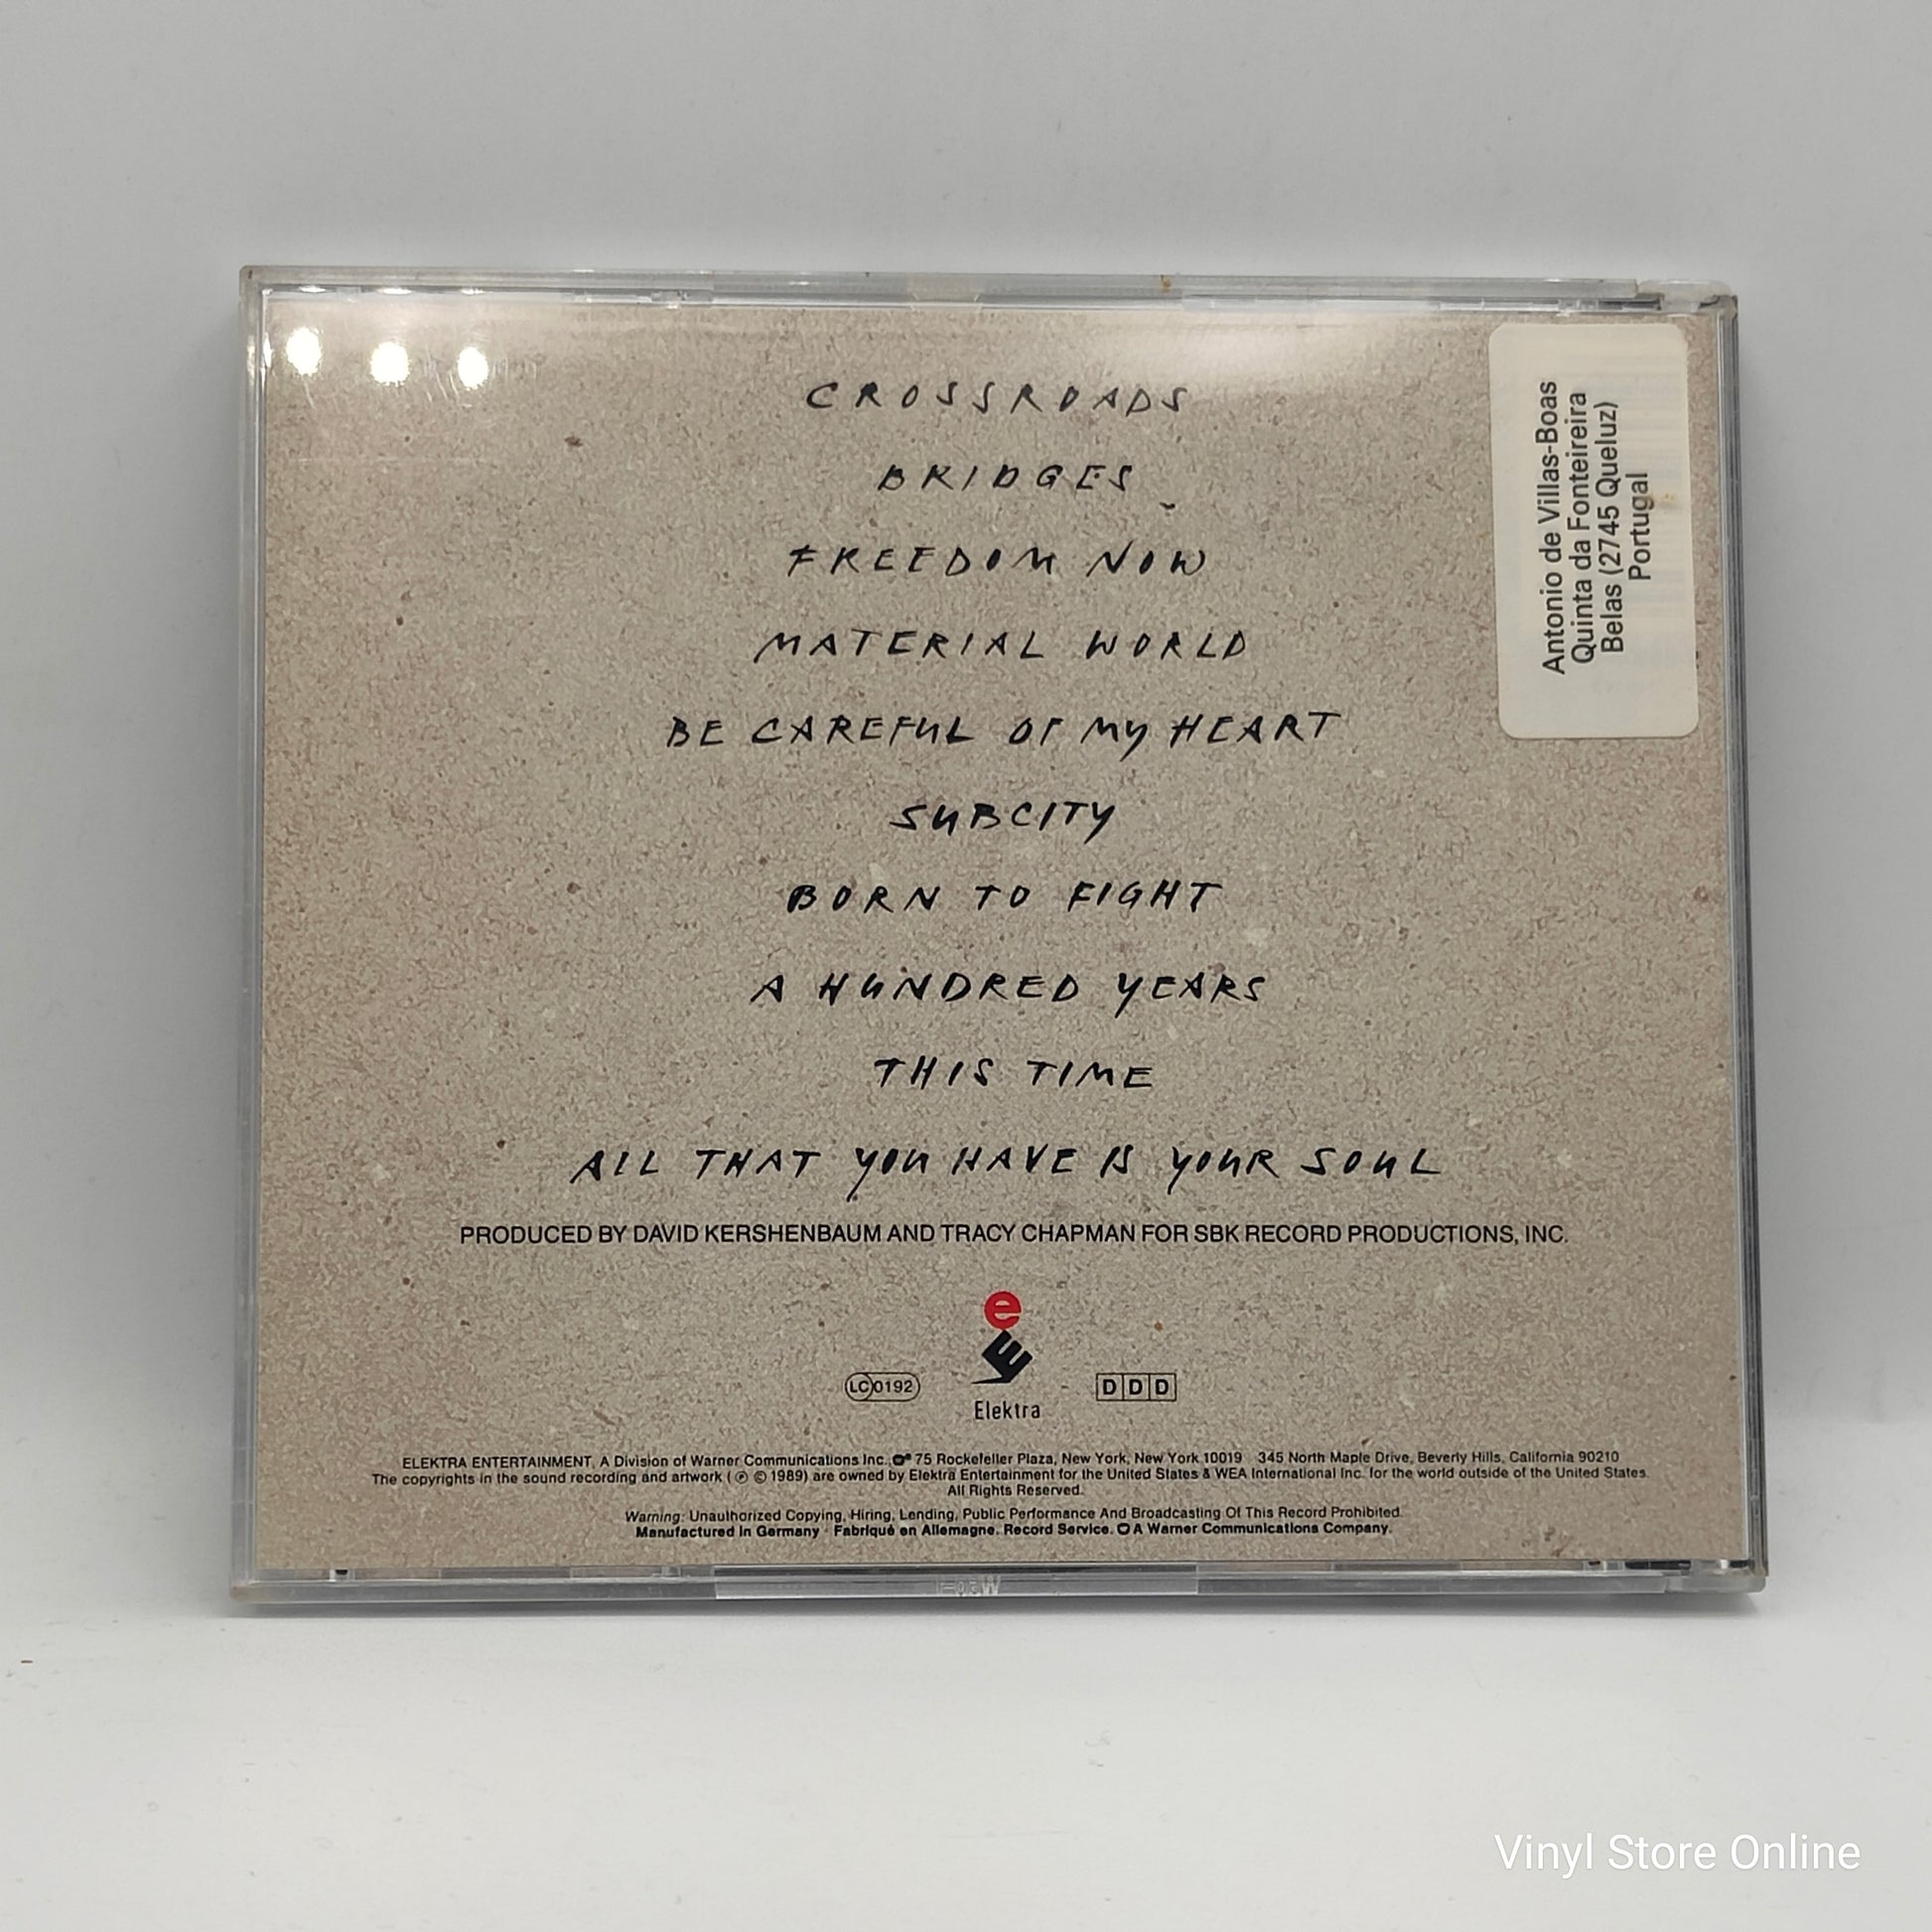 CROSSROADS
BRIDGES
FREEDOM NOW
MATERIAL WORLD
BE CAREFUL OF MY HEART
SUBCITY
BORN TO FIGHT
A HUNDRED YEARS
THIS TIME
ALL THAT YOU HAVE IS YOUR SOUL
PRODUCED BY DAVID KERSHENBAUM AND TRACY CHAPMAN FOR SBK RECORD PRODUCTIONS, INC.
e
E
LC 0192
Elektra
D D D
ELEKTRA ENTERTAINMENT, A Division of Warner Communications Inc. 75 Rockefeller Plaza, New York, New York 10019 345 North Maple Drive, Beverly Hills, California 90210
The copyrights in the sound recording and artwork (℗ © 1989) are owned by Elektra Entertainment for the United States & WEA International Inc. for the world outside of the United States.
All Rights Reserved.
Warning: Unauthorized Copying, Hiring, Lending, Public Performance And Broadcasting Of This Record Prohibited.
Manufactured in Germany · Fabriqué en Allemagne. Record Service. A Warner Communications Company.
Antonio de Villas-Boas
Quinta da Fonteireira
Belas (2745 Queluz)
Portugal
Vinyl Store Online